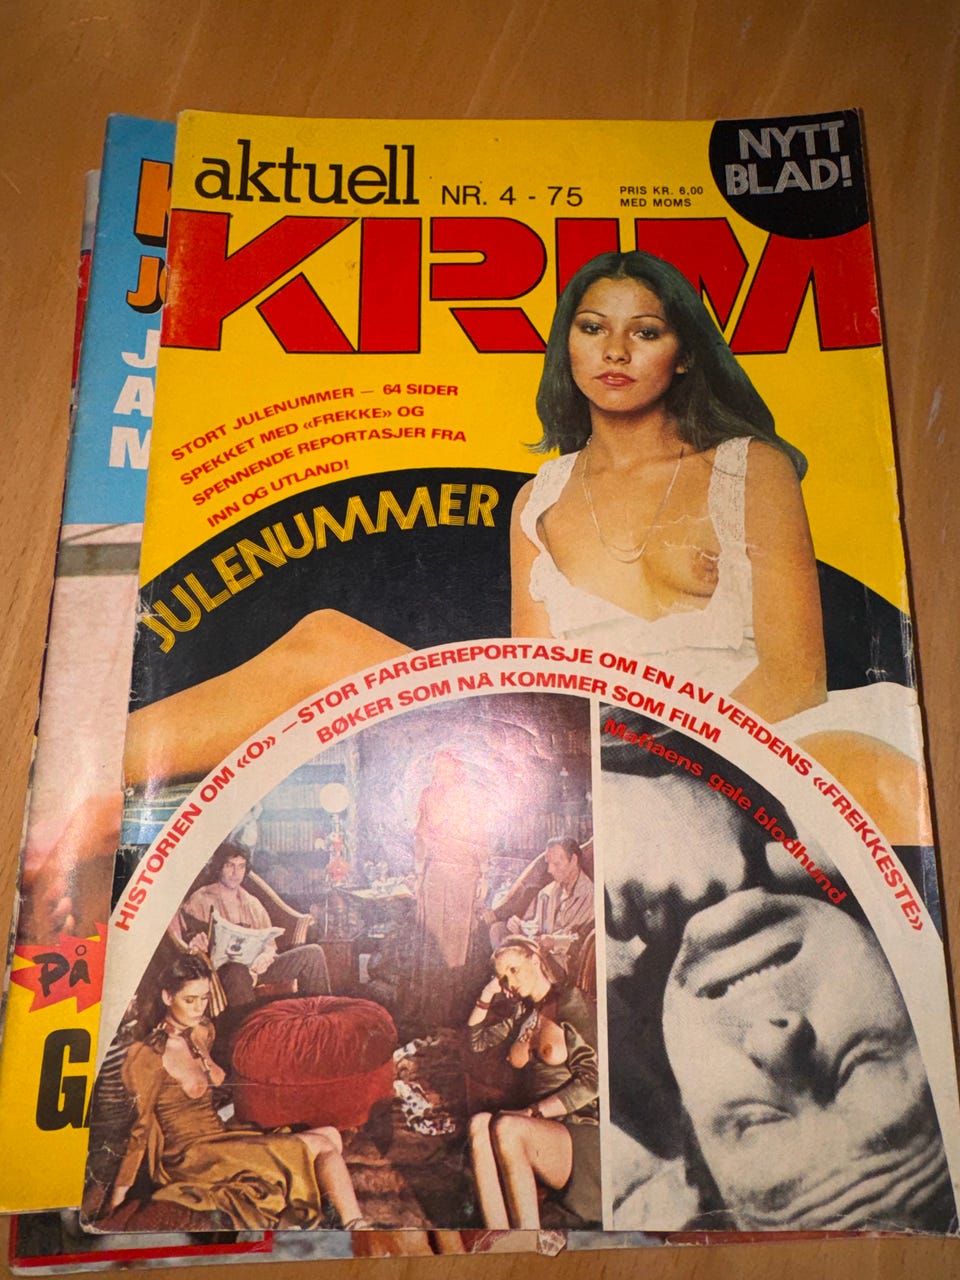 aktuell
NR. 4 - 75
PRIS KR. 6,00
MED MOMS
NYTT
BLAD!
KRIM
STORT JULENUMMER — 64 SIDER
SPEKKET MED «FREKKE» OG
SPENNENDE REPORTASJER FRA
INN OG UTLAND!
JULENUMMER
HISTORIEN OM «O» — STOR FARGEREPORTASJE OM EN AV VERDENS «FREKKESTE»
BØKER SOM NÅ KOMMER SOM FILM
Mafiaens gale blodhund
PÅ